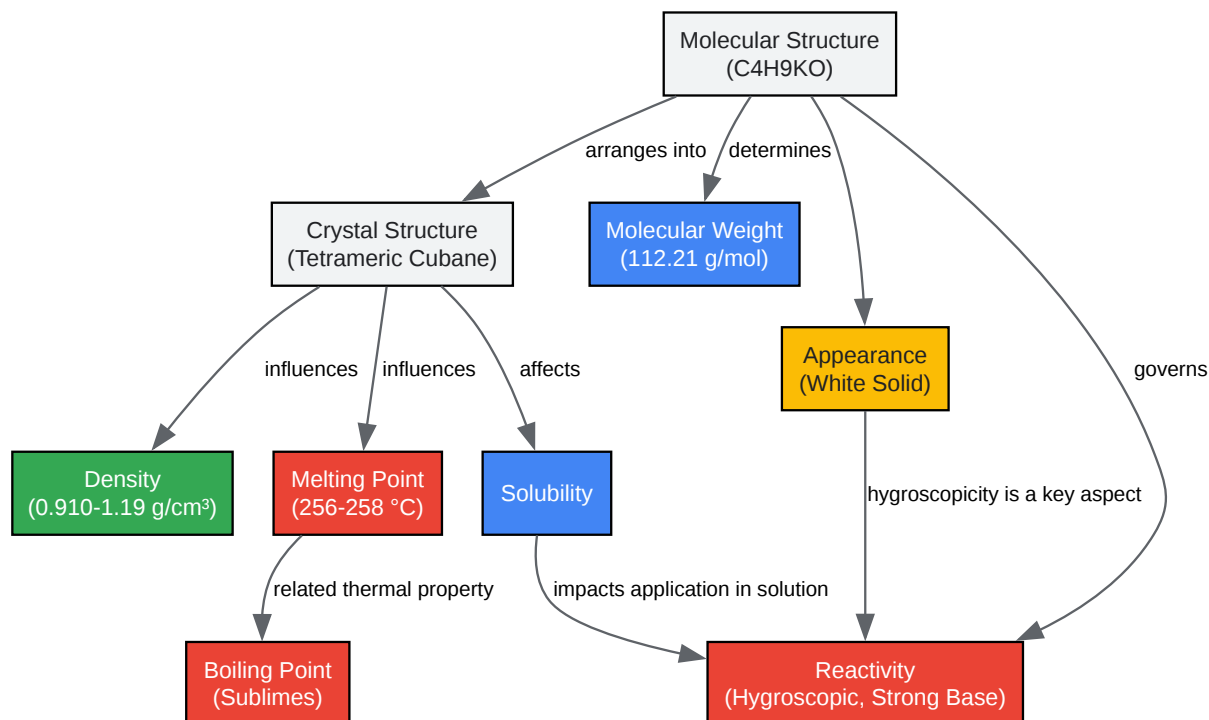 Molecular Structure
(C4H9KO)
arranges into
determines
Crystal Structure
(Tetrameric Cubane)
Molecular Weight
(112.21 g/mol)
Appearance
(White Solid)
influences
influences
affects
governs
Density
(0.910-1.19 g/cm³)
Melting Point
(256-258 °C)
Solubility
hygroscopicity is a key aspect
related thermal property
impacts application in solution
Boiling Point
(Sublimes)
Reactivity
(Hygroscopic, Strong Base)